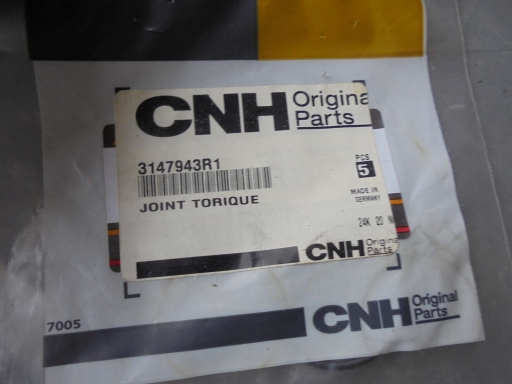 CNH Original Parts
3147943R1
PCS
5
JOINT TORIQUE
MADE IN
GERMANY
24K 20 N
CNH Original Parts
7005
CNH Original Parts